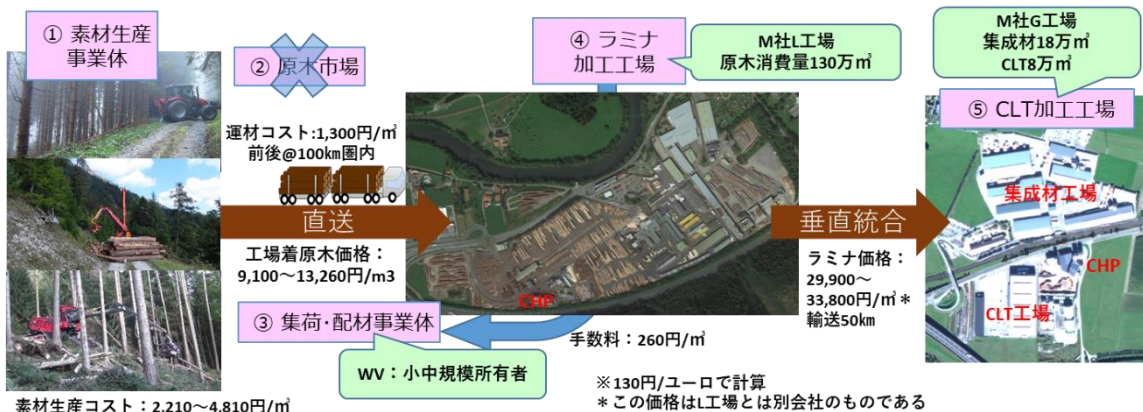 ① 素材生産
事業体
② 原木市場
運材コスト:1,300円/㎥
前後@100km圏内
直送
工場着原木価格：
9,100～13,260円/m3
③ 集荷・配材事業体
WV：小中規模所有者
素材生産コスト：2,210～4,810円/㎥
④ ラミナ
加工工場
M社L工場
原木消費量130万㎥
CHP
手数料：260円/㎥
垂直統合
ラミナ価格：
29,900～
33,800円/㎥＊
輸送50km
M社G工場
集成材18万㎥
CLT8万㎥
⑤ CLT加工工場
集成材工場
CHP
CLT工場
※130円/ユーロで計算
＊この価格はL工場とは別会社のものである